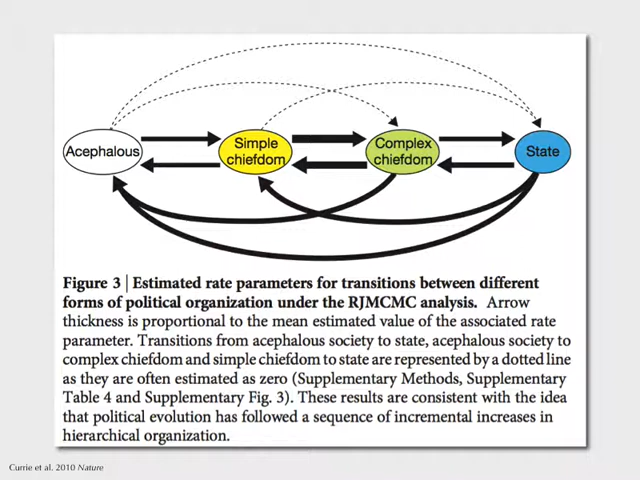 Acephalous
Simple
chiefdom
Complex
chiefdom
State
Figure 3 | Estimated rate parameters for transitions between different
forms of political organization under the RJMCMC analysis. Arrow
thickness is proportional to the mean estimated value of the associated rate
parameter. Transitions from acephalous society to state, acephalous society to
complex chiefdom and simple chiefdom to state are represented by a dotted line
as they are often estimated as zero (Supplementary Methods, Supplementary
Table 4 and Supplementary Fig. 3). These results are consistent with the idea
that political evolution has followed a sequence of incremental increases in
hierarchical organization.
Currie et al. 2010 Nature